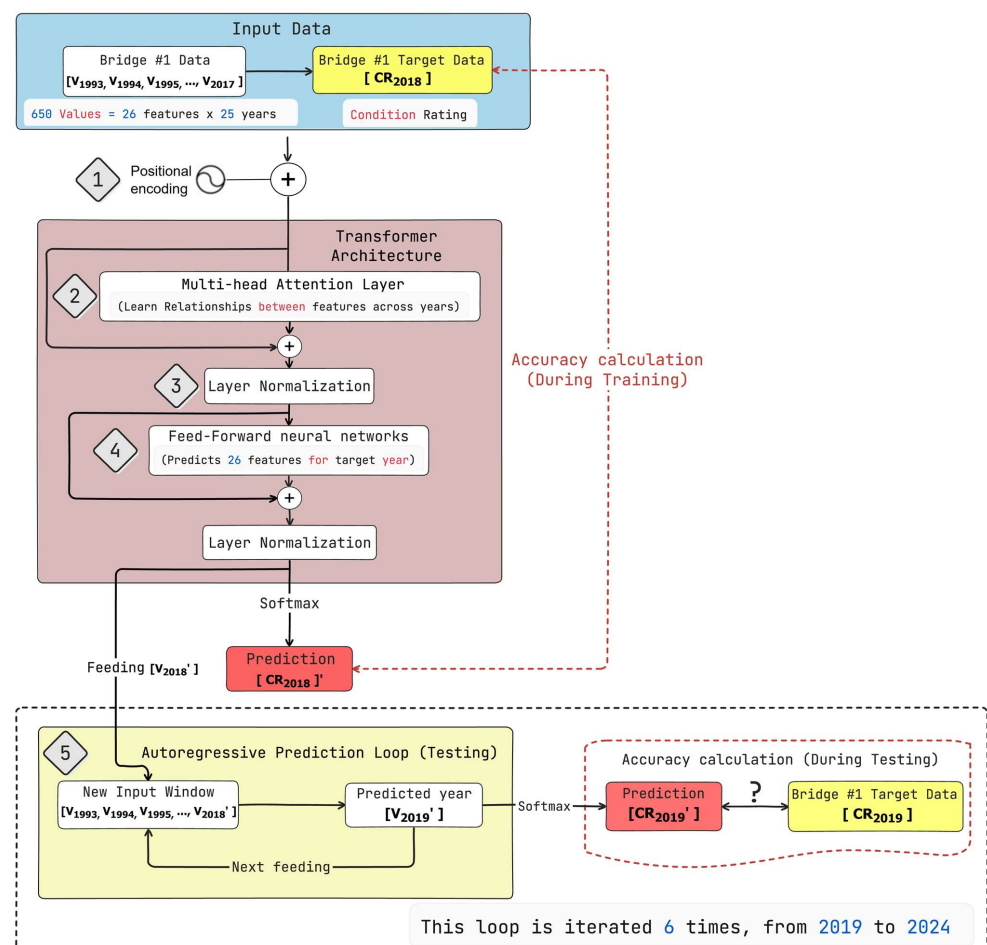 Input Data
Bridge #1 Data
[V1993, V1994, V1995, ..., V2017 ]
Bridge #1 Target Data
[ CR2018 ]
650 Values = 26 features x 25 years
Condition Rating
1
Positional
encoding
+
Transformer
Architecture
2
Multi-head Attention Layer
(Learn Relationships between features across years)
+
3
Layer Normalization
Accuracy calculation
(During Training)
4
Feed-Forward neural networks
(Predicts 26 features for target year)
+
Layer Normalization
Softmax
Feeding [V2018' ]
Prediction
[ CR2018 ]'
5
Autoregressive Prediction Loop (Testing)
New Input Window
[V1993, V1994, V1995, ..., V2018' ]
Predicted year
[V2019' ]
Next feeding
Softmax
Accuracy calculation (During Testing)
Prediction
[CR2019' ]
?
Bridge #1 Target Data
[ CR2019 ]
This loop is iterated 6 times, from 2019 to 2024